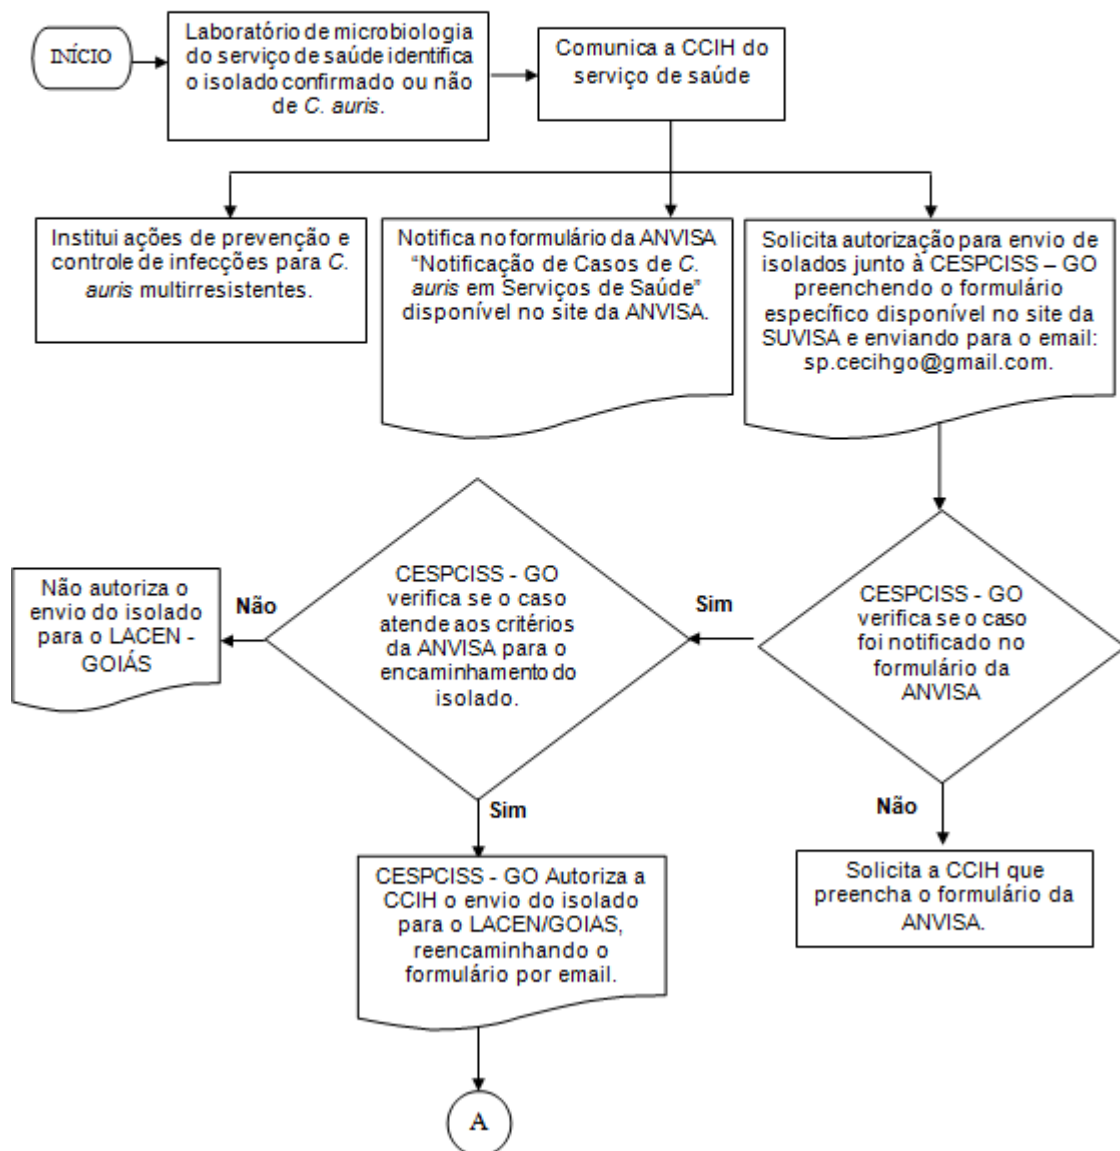 INÍCIO
Laboratório de microbiologia
do serviço de saúde identifica
o isolado confirmado ou não
de C. auris.
Comunica a CCIH do
serviço de saúde
Institui ações de prevenção e
controle de infecções para C.
auris multirresistentes.
Notifica no formulário da ANVISA
“Notificação de Casos de C.
auris em Serviços de Saúde”
disponível no site da ANVISA.
Solicita autorização para envio de
isolados junto à CESPCISS – GO
preenchendo o formulário
específico disponível no site da
SUVISA e enviando para o email:
sp.cecihgo@gmail.com.
CESPCISS - GO
verifica se o caso
foi notificado no
formulário da
ANVISA
Sim
Não
Solicita a CCIH que
preencha o formulário da
ANVISA.
CESPCISS - GO
verifica se o caso
atende aos critérios
da ANVISA para o
encaminhamento do
isolado.
Não
Não autoriza o
envio do isolado
para o LACEN -
GOIÁS
Sim
CESPCISS - GO Autoriza a
CCIH o envio do isolado
para o LACEN/GOIAS,
reencaminhando o
formulário por email.
A